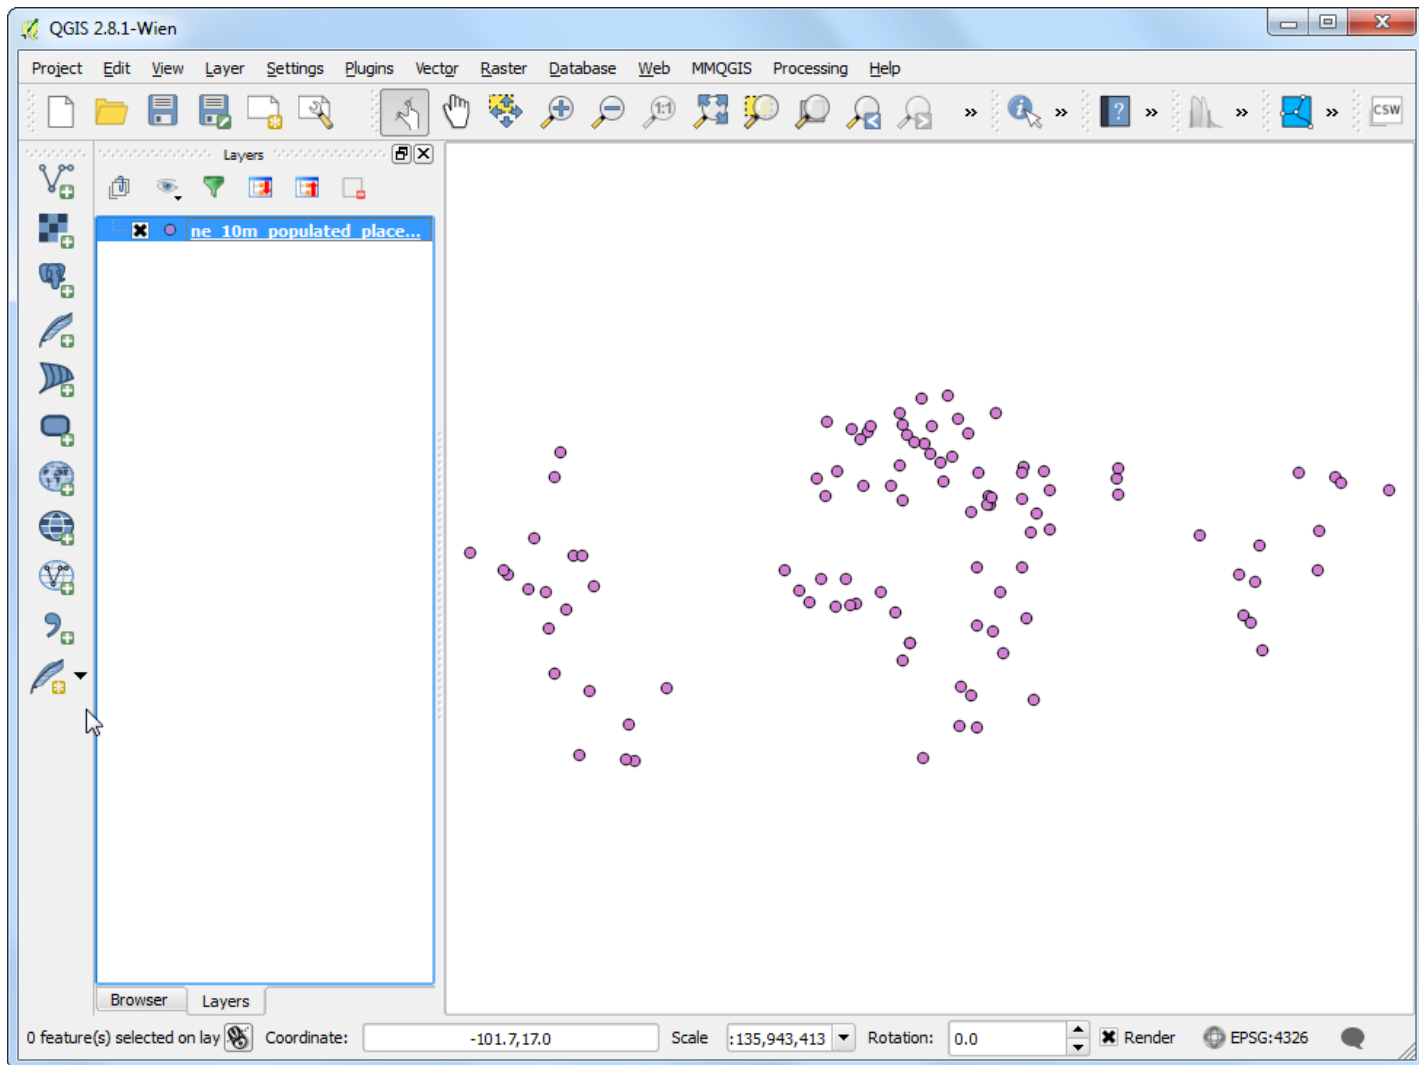 QGIS 2.8.1-Wien
Project Edit View Layer Settings Plugins Vector Raster Database Web MMQGIS Processing Help
1:1
» » ? » » » CSW
Layers
ne_10m_populated_place...
Browser Layers
0 feature(s) selected on lay Coordinate: -101.7,17.0 Scale :135,943,413 Rotation: 0.0 Render EPSG:4326